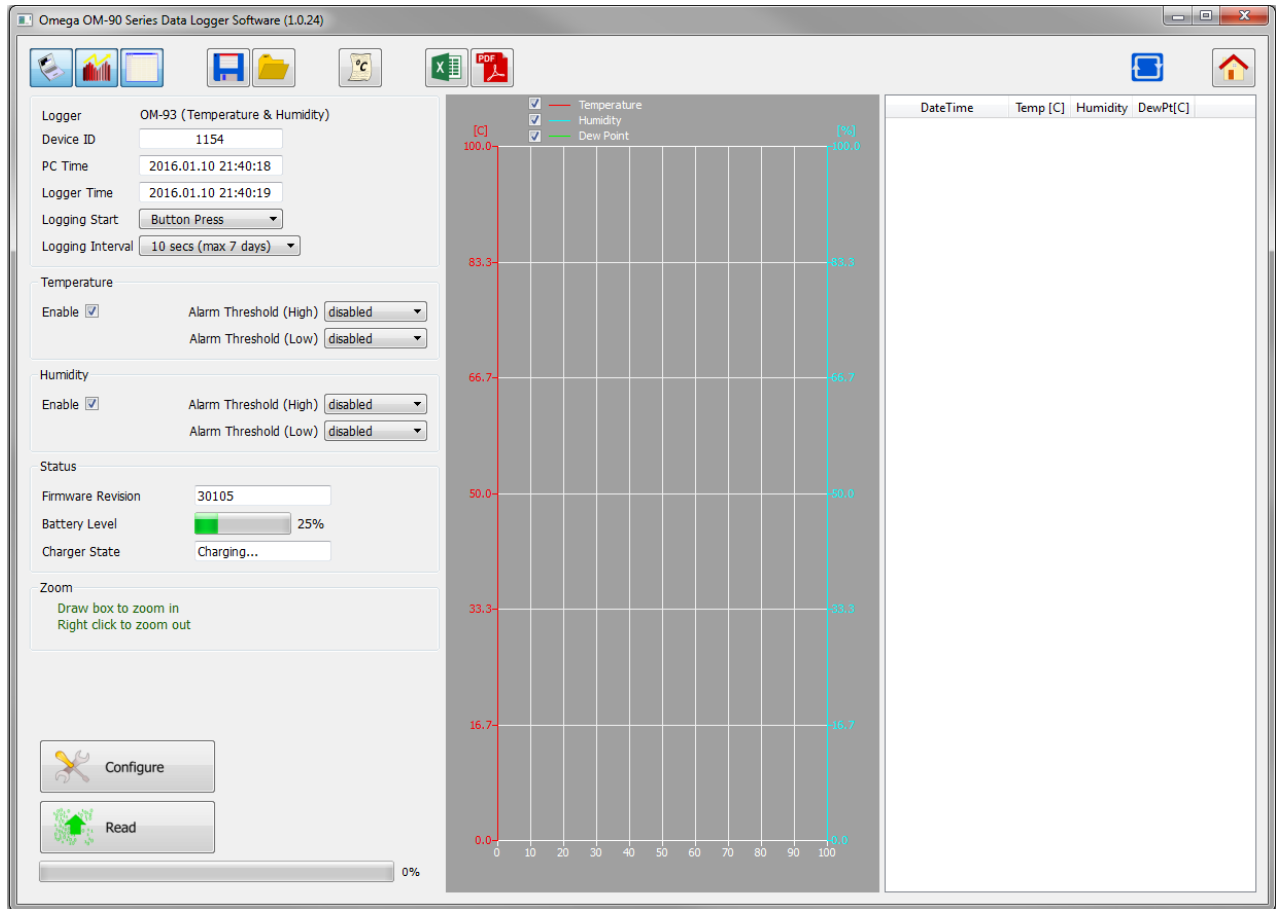 Omega OM-90 Series Data Logger Software (1.0.24)
°C
X
PDF
Logger OM-93 (Temperature & Humidity)
Device ID 1154
PC Time 2016.01.10 21:40:18
Logger Time 2016.01.10 21:40:19
Logging Start Button Press
Logging Interval 10 secs (max 7 days)
Temperature
Enable Alarm Threshold (High) disabled
Alarm Threshold (Low) disabled
Humidity
Enable Alarm Threshold (High) disabled
Alarm Threshold (Low) disabled
Status
Firmware Revision 30105
Battery Level 25%
Charger State Charging...
Zoom
Draw box to zoom in
Right click to zoom out
Configure
Read
0%
Temperature
Humidity
Dew Point
[C] [%]
100.0 100.0
83.3 83.3
66.7 66.7
50.0 50.0
33.3 33.3
16.7 16.7
0.0 0.0
0 10 20 30 40 50 60 70 80 90 100
DateTime Temp [C] Humidity DewPt[C]